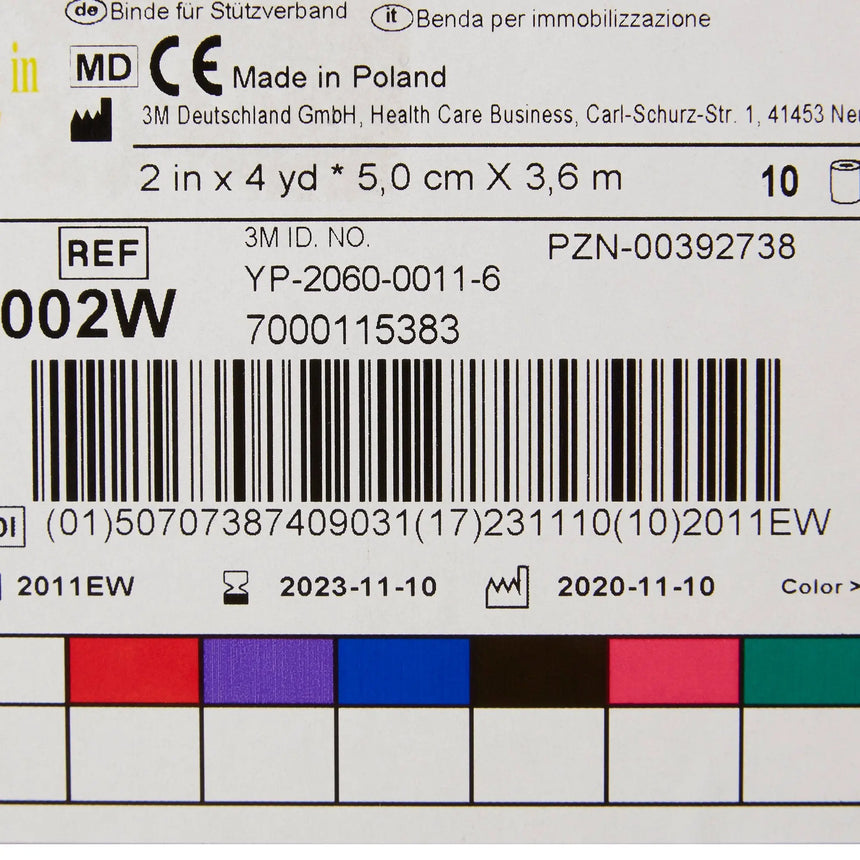 de Binde für Stützverband it Benda per immobilizzazione
in
MD CE Made in Poland
3M Deutschland GmbH, Health Care Business, Carl-Schurz-Str. 1, 41453
2 in x 4 yd * 5,0 cm X 3,6 m 10
REF 3M ID. NO. PZN-00392738
YP-2060-0011-6
002W 7000115383
(01)50707387409031(17)231110(10)2011EW
2011EW 2023-11-10 2020-11-10 Color >